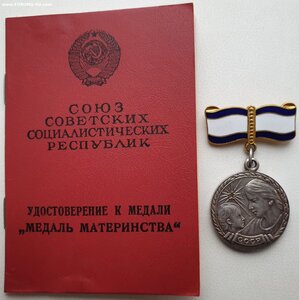 СОЮЗ
СОВЕТСКИХ
СОЦИАЛИСТИЧЕСКИХ
РЕСПУБЛИК
УДОСТОВЕРЕНИЕ К МЕДАЛИ
„МЕДАЛЬ МАТЕРИНСТВА“
СССР